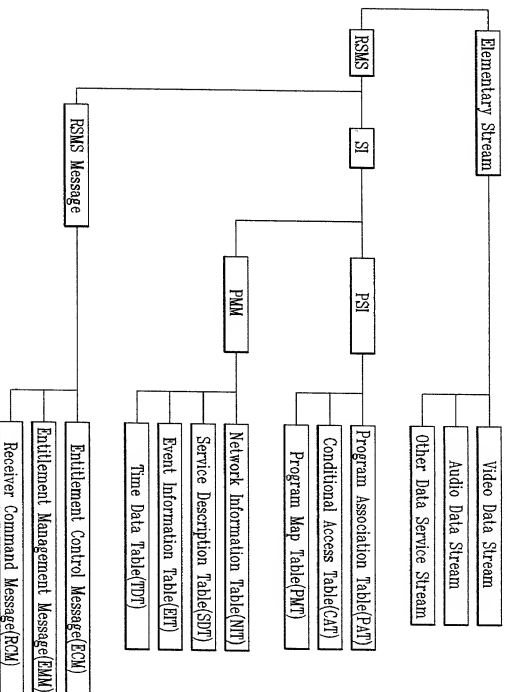 Elementary Stream
Video Data Stream
Audio Data Stream
Other Data Service Stream
RSMS
SI
PSI
Program Association Table(PAT)
Conditional Access Table(CAT)
Program Map Table(PMT)
PMM
Network Information Table(NIT)
Service Description Table(SDT)
Event Information Table(EIT)
Time Data Table(TDT)
RSMS Message
Entitlement Control Message(ECM)
Entitlement Management Message(EMM)
Receiver Command Message(RCM)